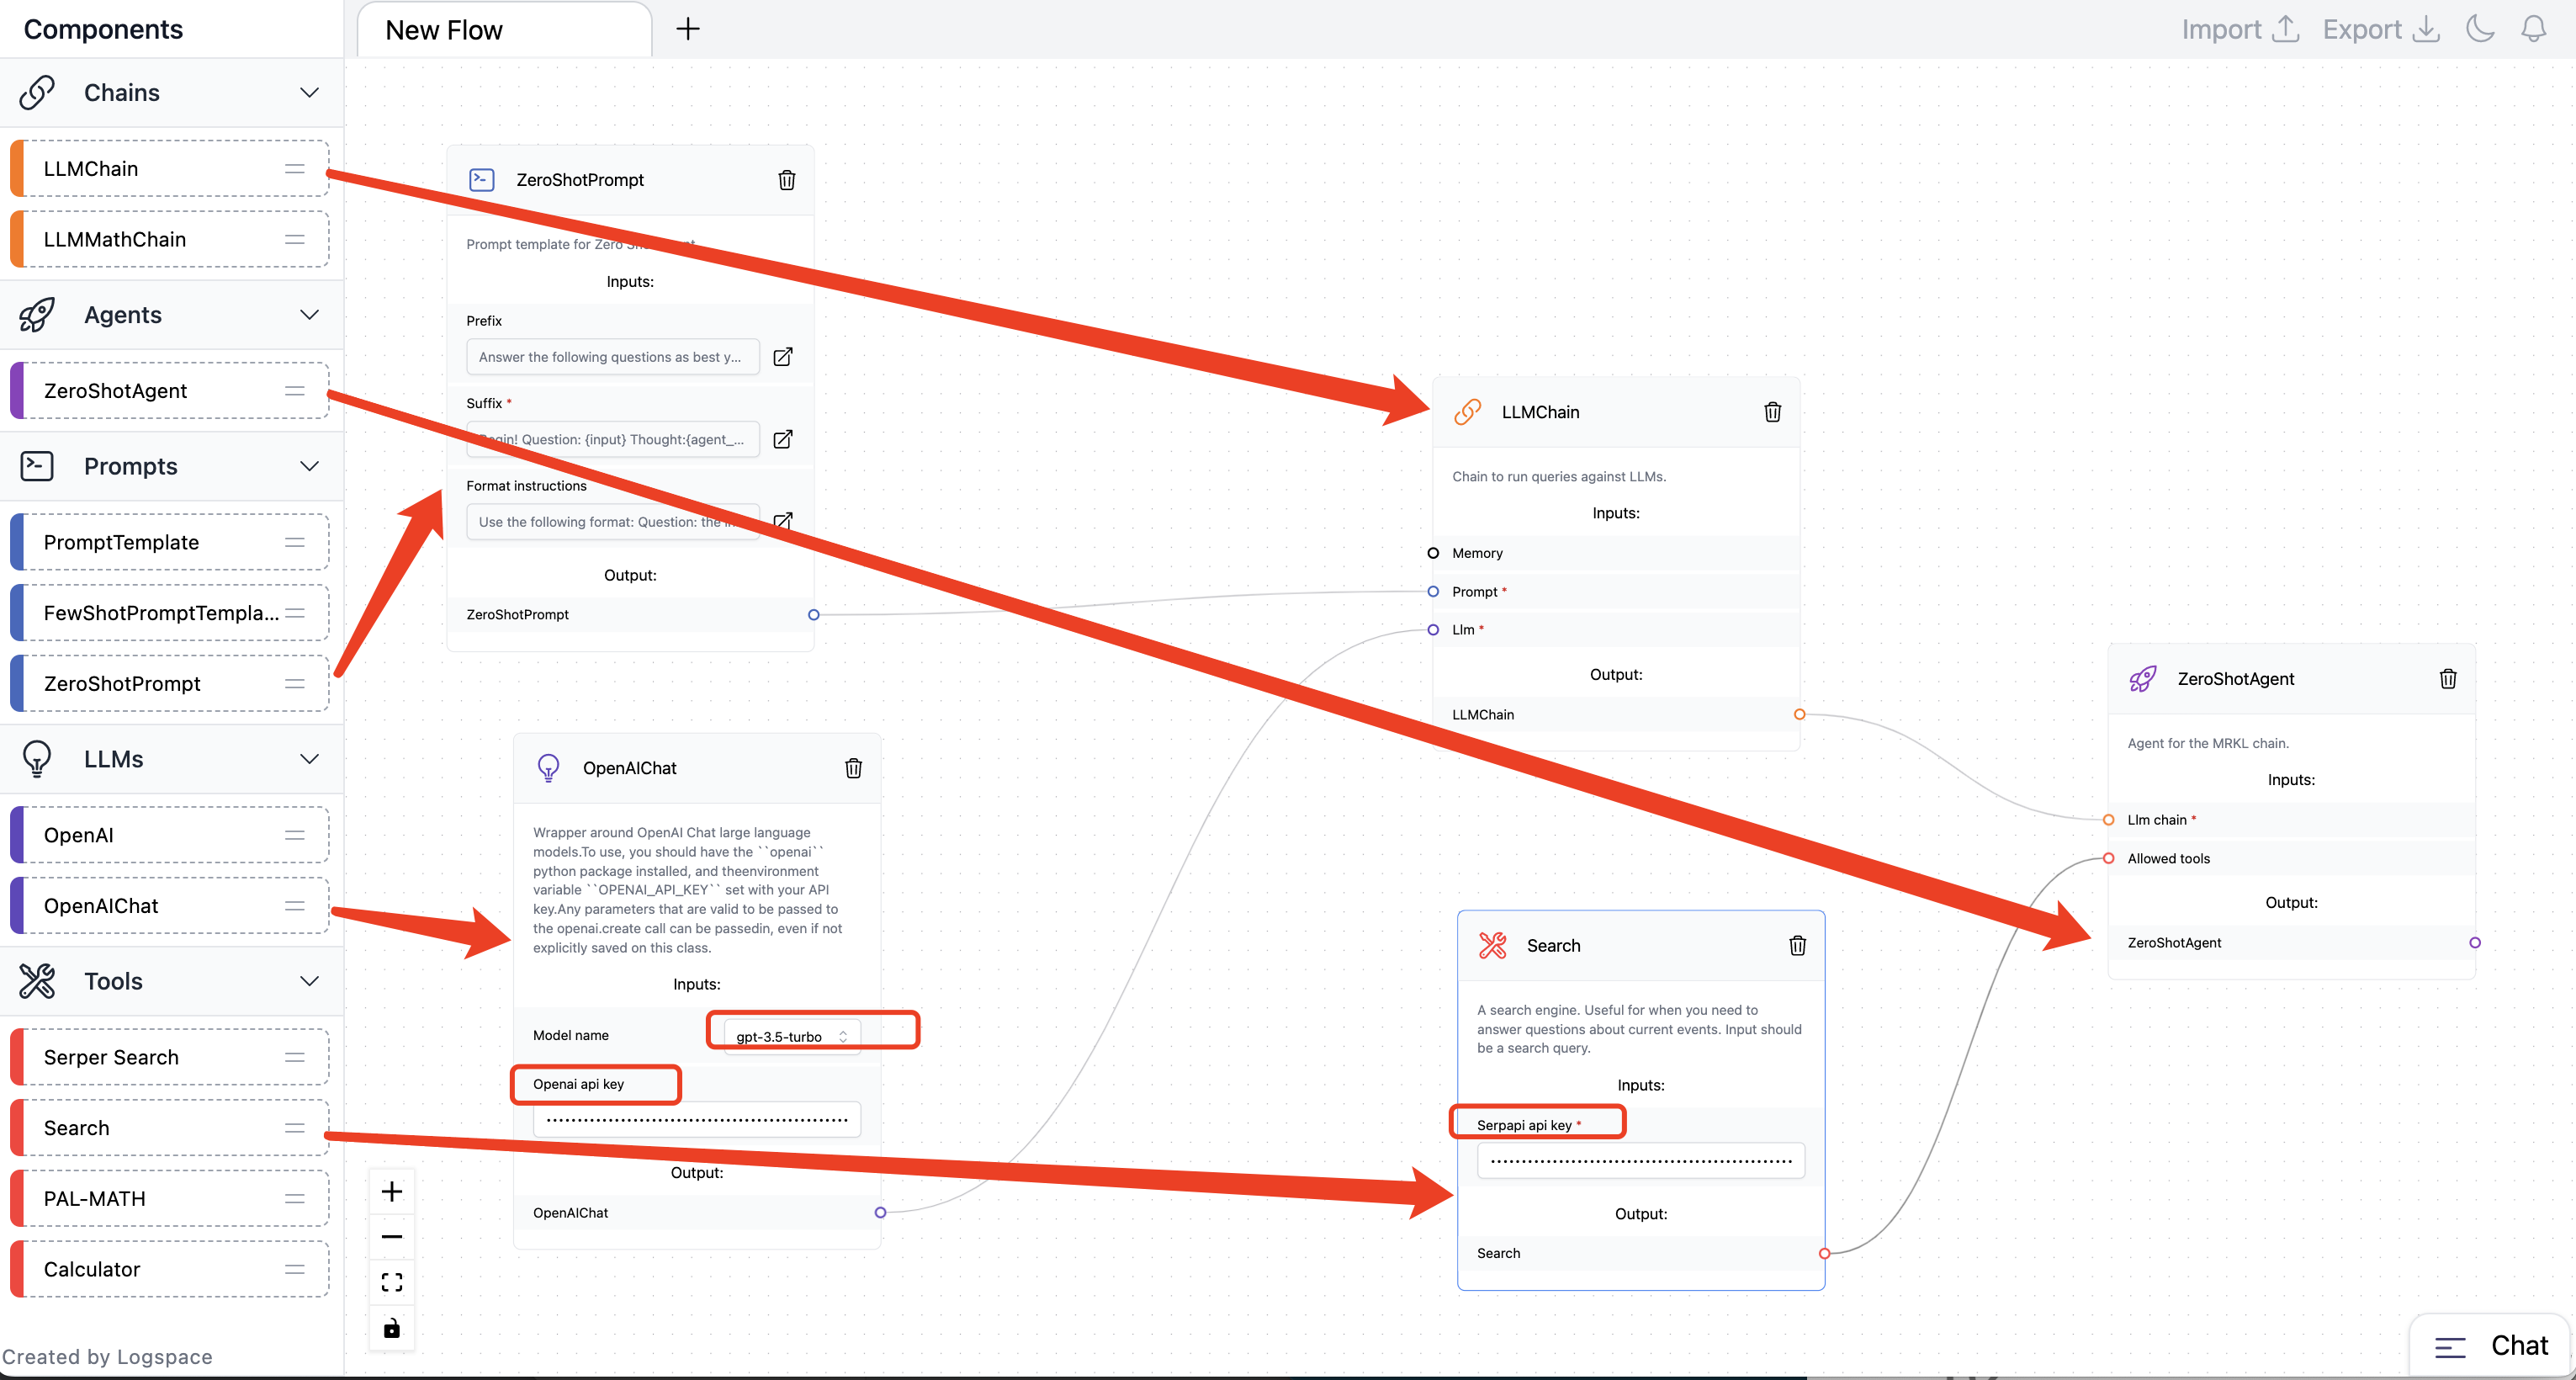 Components
New Flow
Import
Export
Chains
LLMChain
LLMMathChain
Agents
ZeroShotAgent
Prompts
PromptTemplate
FewShotPromptTempla...
ZeroShotPrompt
LLMs
OpenAI
OpenAIChat
Tools
Serper Search
Search
PAL-MATH
Calculator
Created by Logspace
ZeroShotPrompt
Prompt template for Zero
Inputs:
Prefix
Answer the following questions as best y...
Suffix *
Question: {input} Thought:{agent_...
Format instructions
Use the following format: Question: the
Output:
ZeroShotPrompt
OpenAIChat
Wrapper around OpenAI Chat large language
models.To use, you should have the ``openai``
python package installed, and theenvironment
variable ``OPENAI_API_KEY`` set with your API
key.Any parameters that are valid to be passed to
the openai.create call can be passedin, even if not
explicitly saved on this class.
Inputs:
Model name
gpt-3.5-turbo
Openai api key
Output:
OpenAIChat
LLMChain
Chain to run queries against LLMs.
Inputs:
Memory
Prompt *
Llm *
Output:
LLMChain
Search
A search engine. Useful for when you need to
answer questions about current events. Input should
be a search query.
Inputs:
Serpapi api key *
Output:
Search
ZeroShotAgent
Agent for the MRKL chain.
Inputs:
Llm chain *
Allowed tools
Output:
ZeroShotAgent
Chat